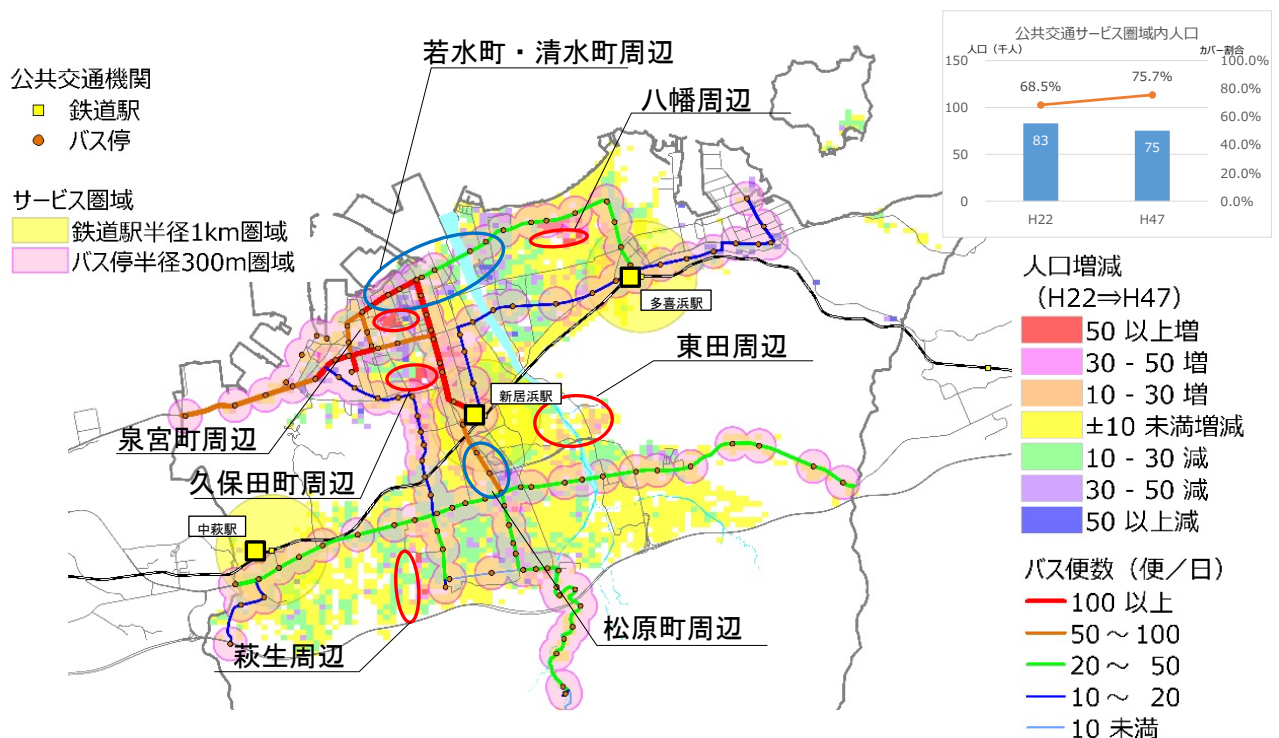 若水町・清水町周辺
八幡周辺
公共交通機関
鉄道駅
バス停
サービス圏域
鉄道駅半径1km圏域
バス停半径300m圏域
公共交通サービス圏域内人口
人口（千人）
カバー割合
150
100
50
0
68.5%
75.7%
83
75
H22
H47
100.0%
80.0%
60.0%
40.0%
20.0%
0.0%
多喜浜駅
東田周辺
新居浜駅
泉宮町周辺
久保田町周辺
中萩駅
萩生周辺
松原町周辺
人口増減
（H22⇒H47）
50 以上増
30 - 50 増
10 - 30 増
±10 未満増減
10 - 30 減
30 - 50 減
50 以上減
バス便数（便／日）
100 以上
50 ～ 100
20 ～ 50
10 ～ 20
10 未満